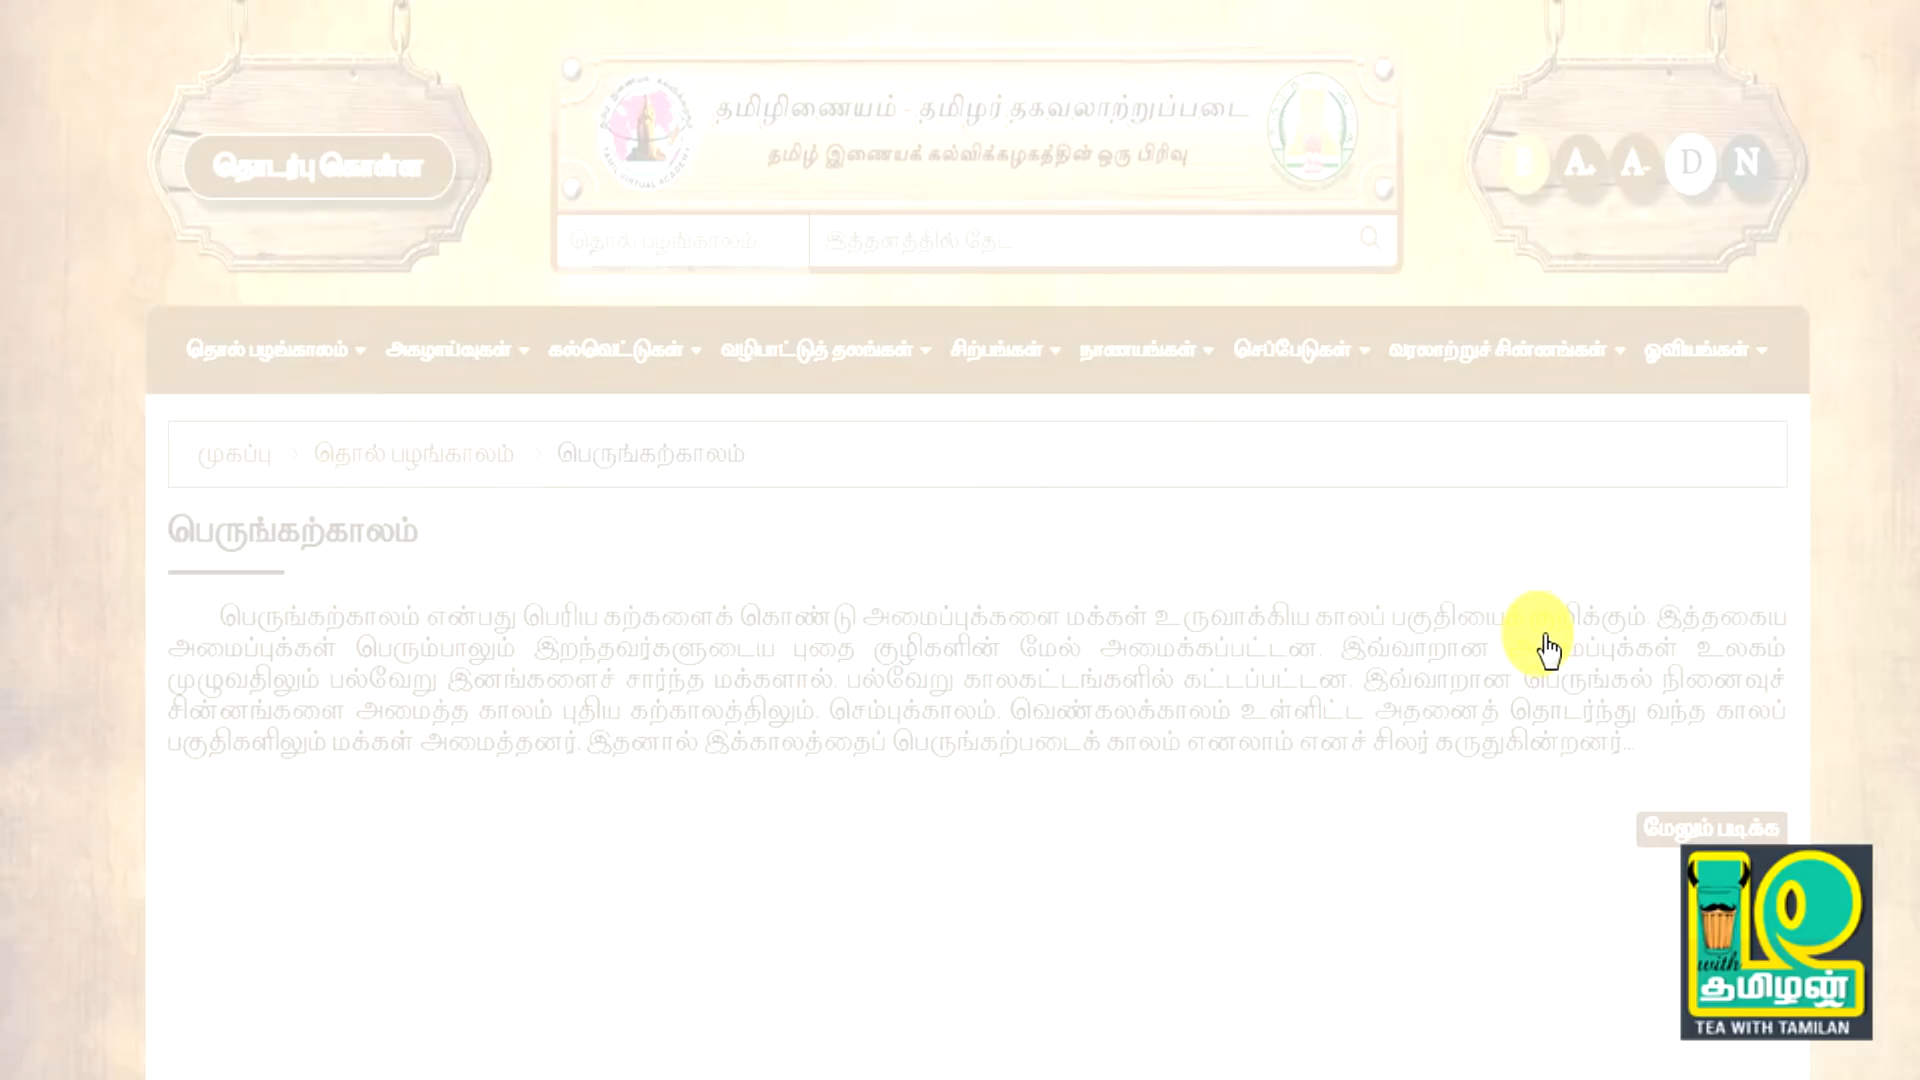 தொடர்பு கொள்ள
தமிழிணையம் - தமிழர் தகவலாற்றுப்படை
தமிழ் இணையக் கல்விக்கழகத்தின் ஒரு பிரிவு
TAMIL VIRTUAL ACADEMY
A A D N
தொல் பழங்காலம் இத்தளத்தில் தேட
தொல் பழங்காலம் அகழாய்வுகள் கல்வெட்டுகள் வழிபாட்டுத் தலங்கள் சிற்பங்கள் நாணயங்கள் செப்பேடுகள் வரலாற்றுச் சின்னங்கள் ஓவியங்கள்
முகப்பு > தொல் பழங்காலம் > பெருங்கற்காலம்
பெருங்கற்காலம்
பெருங்கற்காலம் என்பது பெரிய கற்களைக் கொண்டு அமைப்புக்களை மக்கள் உருவாக்கிய காலப் பகுதியைக் குறிக்கும். இத்தகைய
அமைப்புக்கள் பெரும்பாலும் இறந்தவர்களுடைய புதை குழிகளின் மேல் அமைக்கப்பட்டன. இவ்வாறான அமைப்புக்கள் உலகம்
முழுவதிலும் பல்வேறு இனங்களைச் சார்ந்த மக்களால், பல்வேறு காலகட்டங்களில் கட்டப்பட்டன. இவ்வாறான பெருங்கல் நினைவுச்
சின்னங்களை அமைத்த காலம் புதிய கற்காலத்திலும், செம்புக்காலம், வெண்கலக்காலம் உள்ளிட்ட அதனைத் தொடர்ந்து வந்த காலப்
பகுதிகளிலும் மக்கள் அமைத்தனர். இதனால் இக்காலத்தைப் பெருங்கற்படைக் காலம் எனலாம் எனச் சிலர் கருதுகின்றனர்...
மேலும் படிக்க
with
தமிழன்
TEA WITH TAMILAN